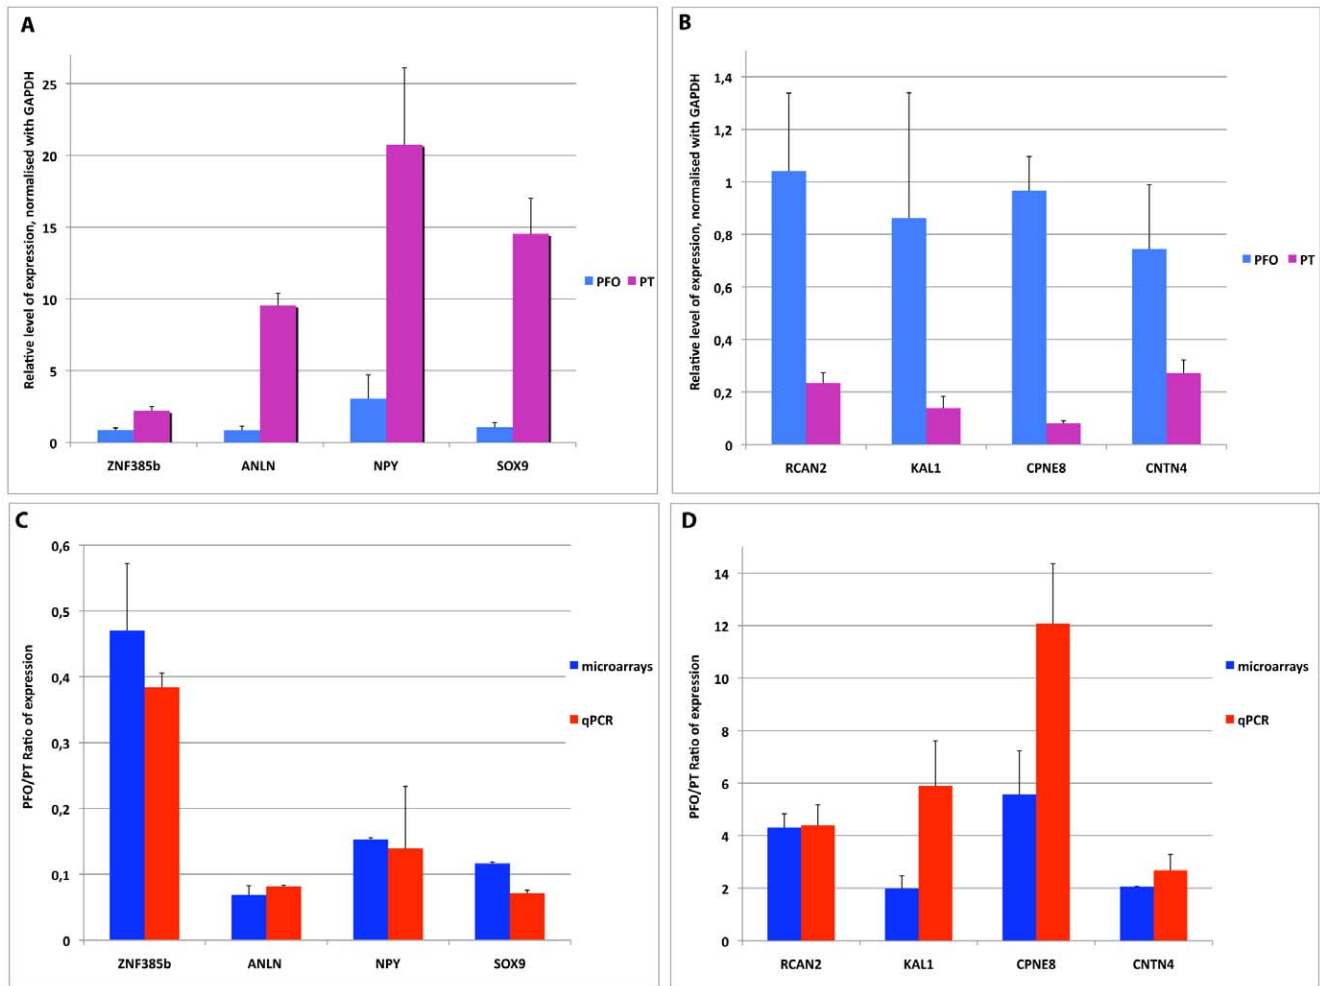 A
Relative level of expression, normalised with GAPDH
25
20
15
10
5
0
ZNF385b ANLN NPY SOX9
PFO PT
B
Relative level of expression, normalised with GAPDH
1,4
1,2
1
0,8
0,6
0,4
0,2
0
RCAN2 KAL1 CPNE8 CNTN4
PFO PT
C
PFO/PT Ratio of expression
0,6
0,5
0,4
0,3
0,2
0,1
0
ZNF385b ANLN NPY SOX9
microarrays
qPCR
D
PFO/PT Ratio of expression
14
12
10
8
6
4
2
0
RCAN2 KAL1 CPNE8 CNTN4
microarrays
qPCR